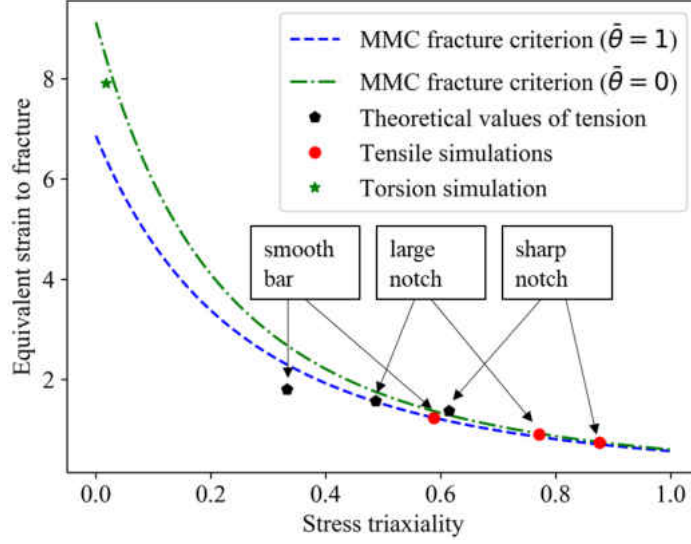 MMC fracture criterion (θ̄ = 1)
MMC fracture criterion (θ̄ = 0)
Theoretical values of tension
Tensile simulations
Torsion simulation
smooth
bar
large
notch
sharp
notch
Equivalent strain to fracture
8
6
4
2
0.0 0.2 0.4 0.6 0.8 1.0
Stress triaxiality